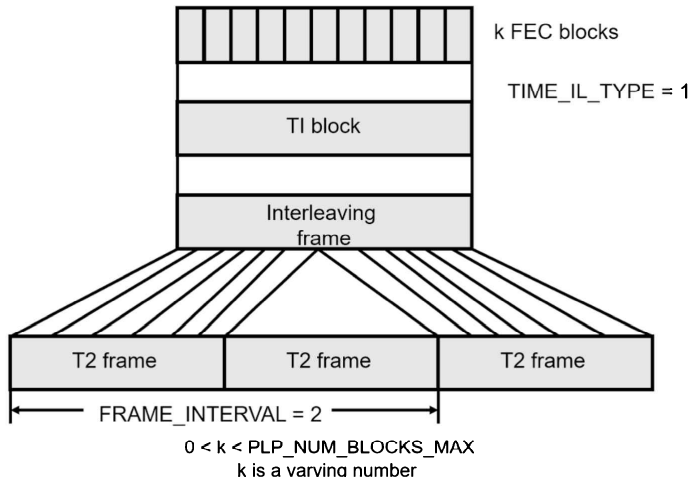 k FEC blocks
TIME_IL_TYPE = 1
TI block
Interleaving
frame
T2 frame
T2 frame
T2 frame
FRAME_INTERVAL = 2
0 < k < PLP_NUM_BLOCKS_MAX
k is a varying number